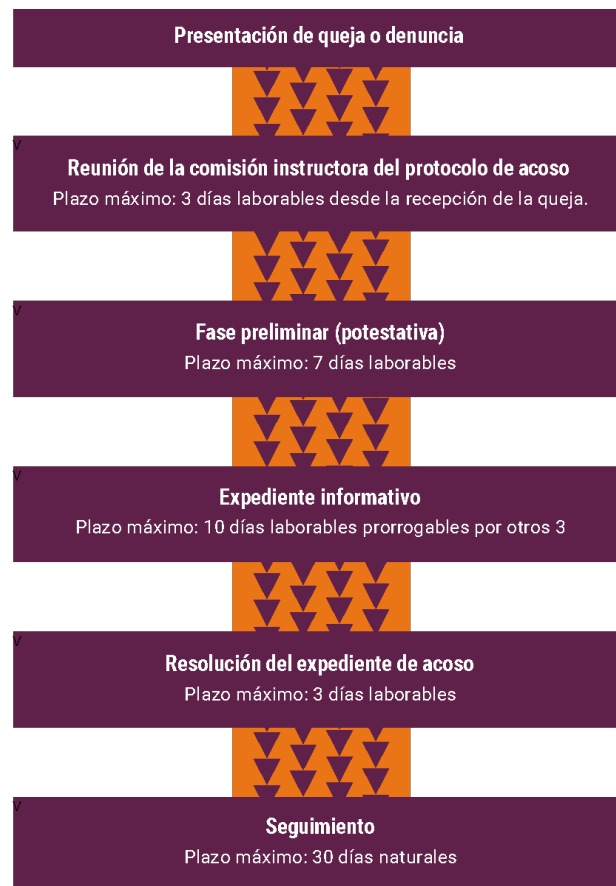 Presentación de queja o denuncia
V
Reunión de la comisión instructora del protocolo de acoso
Plazo máximo: 3 días laborables desde la recepción de la queja.
V
Fase preliminar (potestativa)
Plazo máximo: 7 días laborables
V
Expediente informativo
Plazo máximo: 10 días laborables prorrogables por otros 3
V
Resolución del expediente de acoso
Plazo máximo: 3 días laborables
V
Seguimiento
Plazo máximo: 30 días naturales